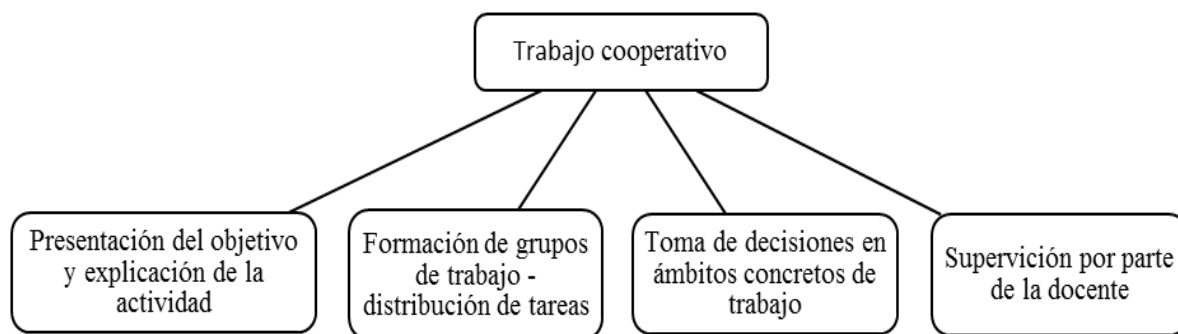 Trabajo cooperativo
Presentación del objetivo
y explicación de la
actividad
Formación de grupos
de trabajo -
distribución de tareas
Toma de decisiones en
ámbitos concretos de
trabajo
Supervición por parte
de la docente